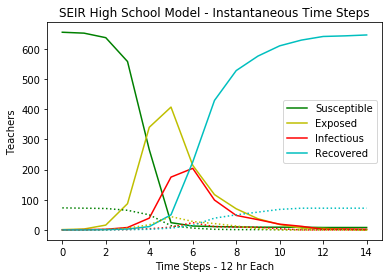 SEIR High School Model - Instantaneous Time Steps
600
500
400
300
200
100
0
Teachers
Susceptible
Exposed
Infectious
Recovered
0 2 4 6 8 10 12 14
Time Steps - 12 hr Each